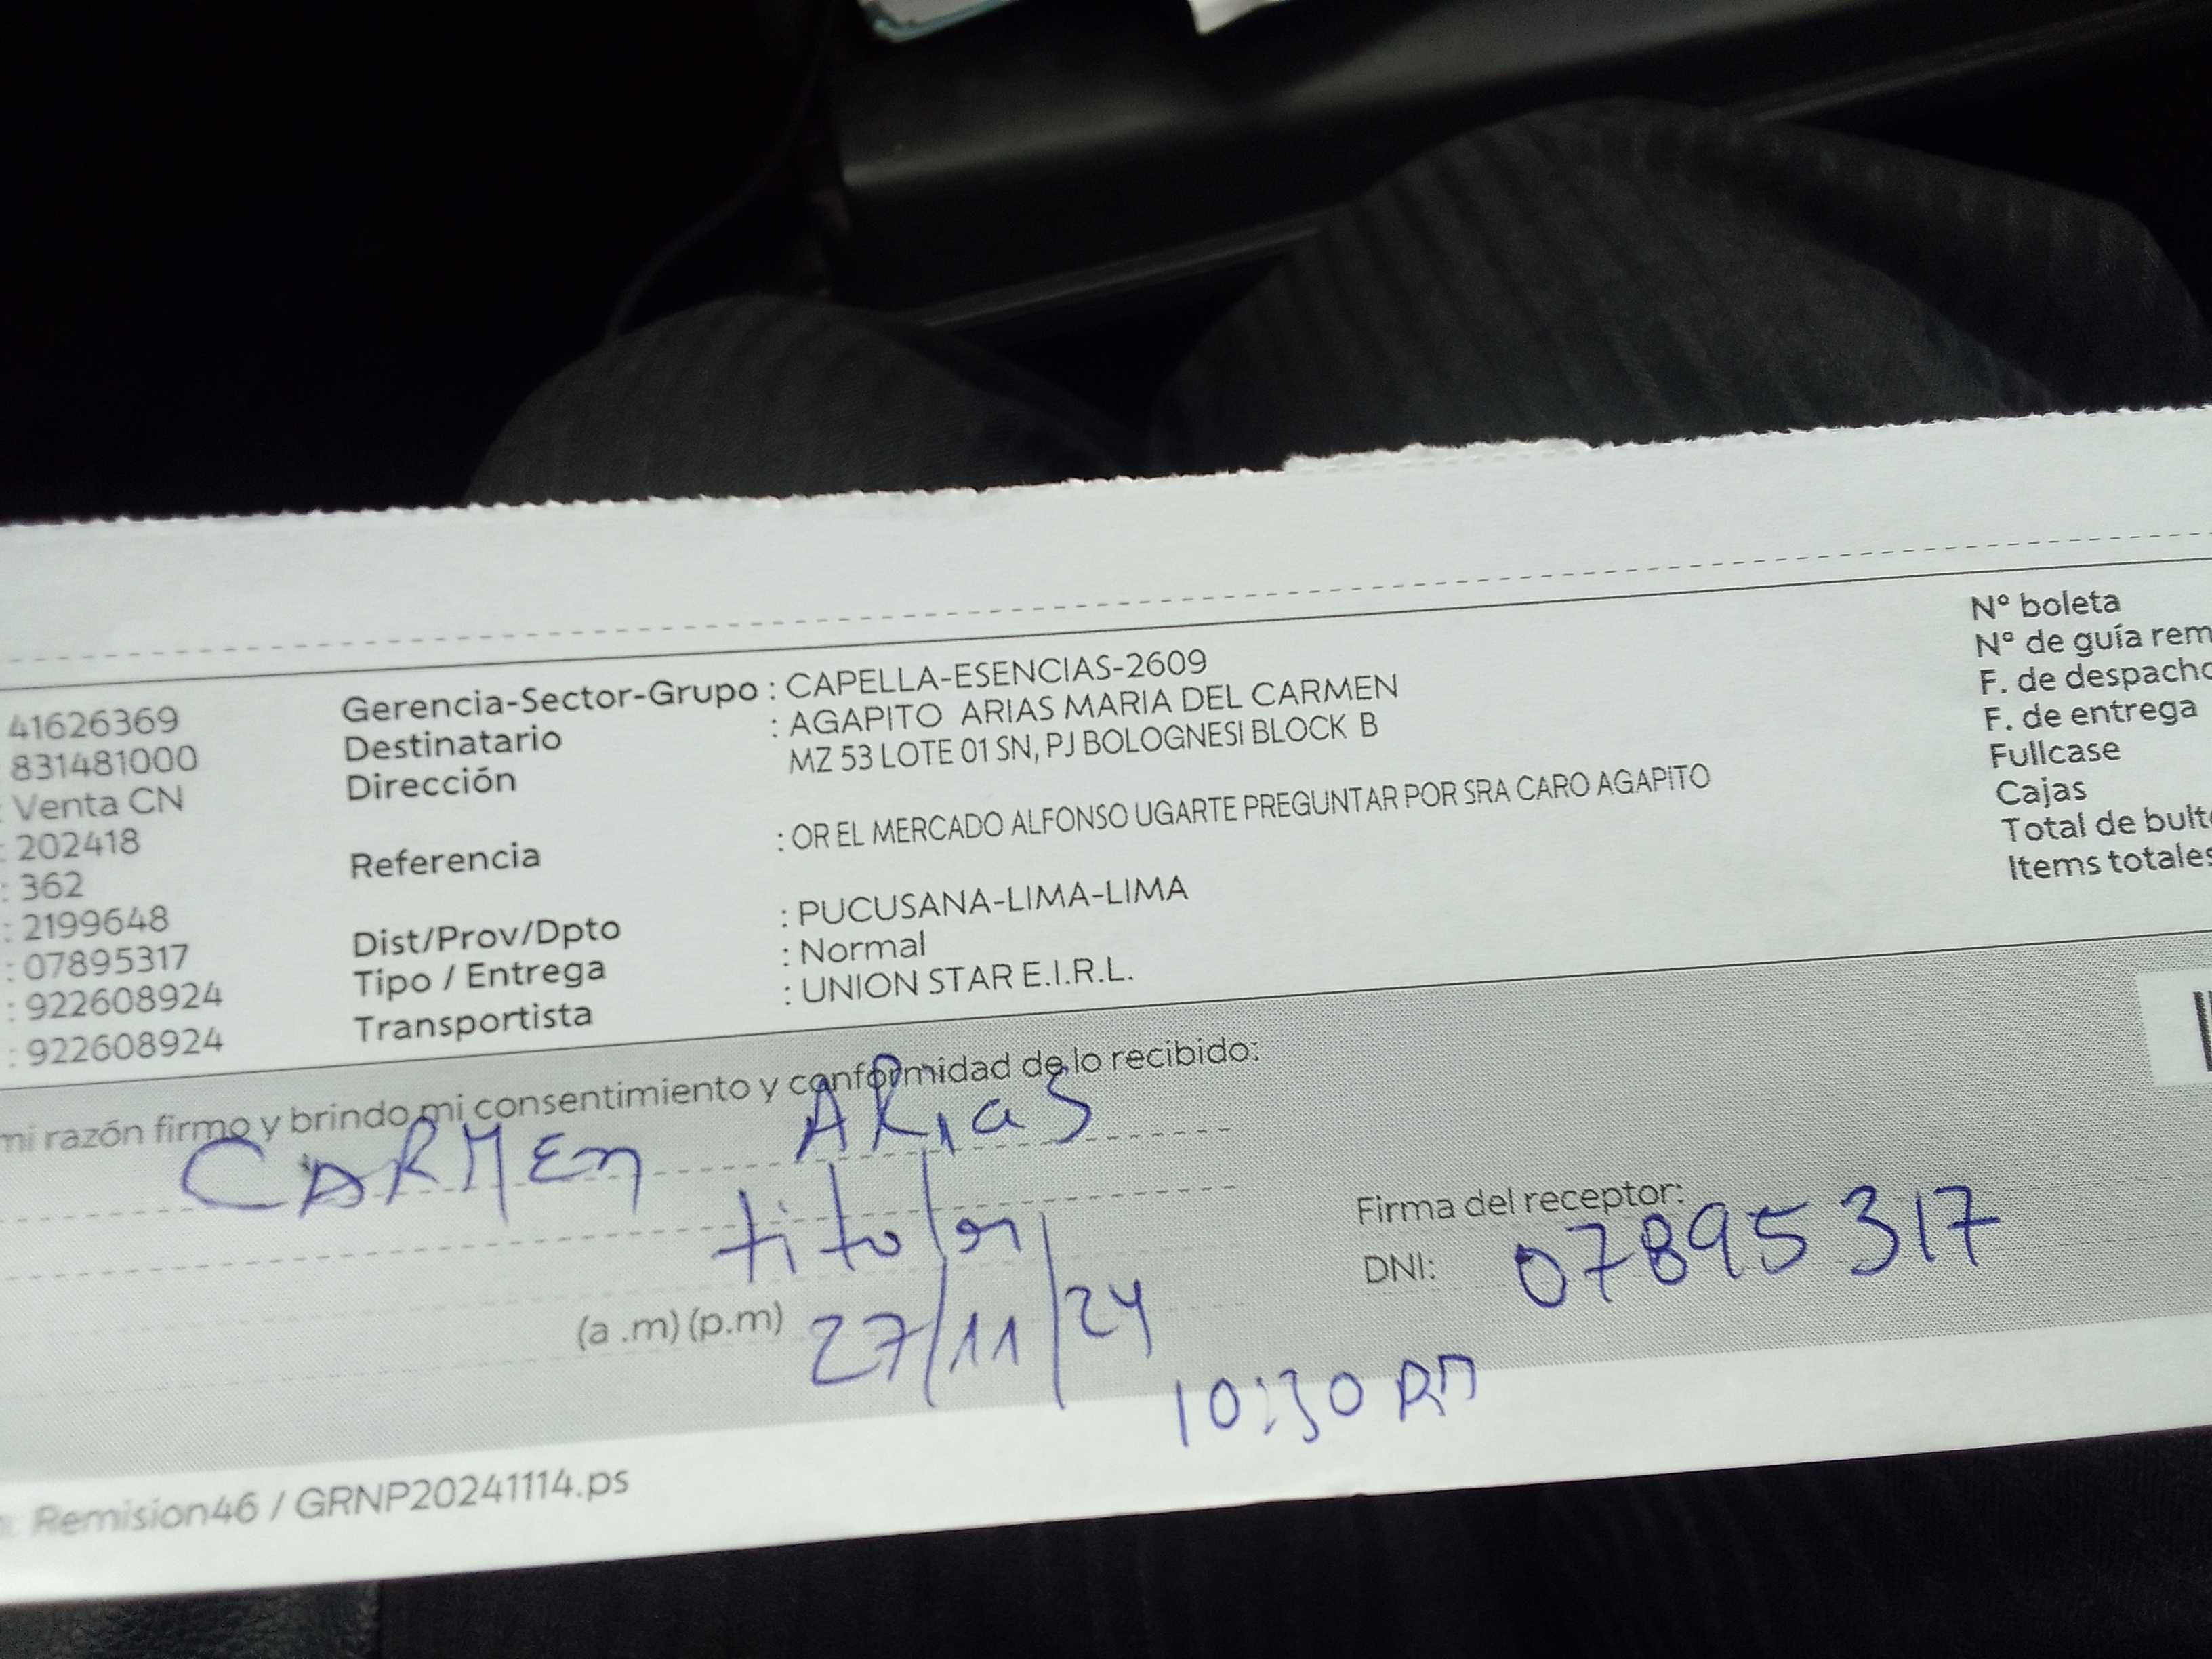 41626369
831481000
: Venta CN
: 202418
: 362
: 2199648
: 07895317
: 922608924
: 922608924
Gerencia-Sector-Grupo : CAPELLA-ESENCIAS-2609
Destinatario : AGAPITO ARIAS MARIA DEL CARMEN
Dirección MZ 53 LOTE 01 SN, PJ BOLOGNESI BLOCK B
Referencia : OR EL MERCADO ALFONSO UGARTE PREGUNTAR POR SRA CARO AGAPITO
Dist/Prov/Dpto : PUCUSANA-LIMA-LIMA
Tipo / Entrega : Normal
Transportista : UNION STAR E.I.R.L.
Nº boleta
Nº de guía rem
F. de despacho
F. de entrega
Fullcase
Cajas
Total de bulto
Items totales
mi razón firmo y brindo mi consentimiento y conformidad de lo recibido:
CARMEn ARiaS
titular
Firma del receptor:
DNI: 07895317
(a .m) (p.m) 27/11/24
10:30 Am
Remision46 / GRNP20241114.ps